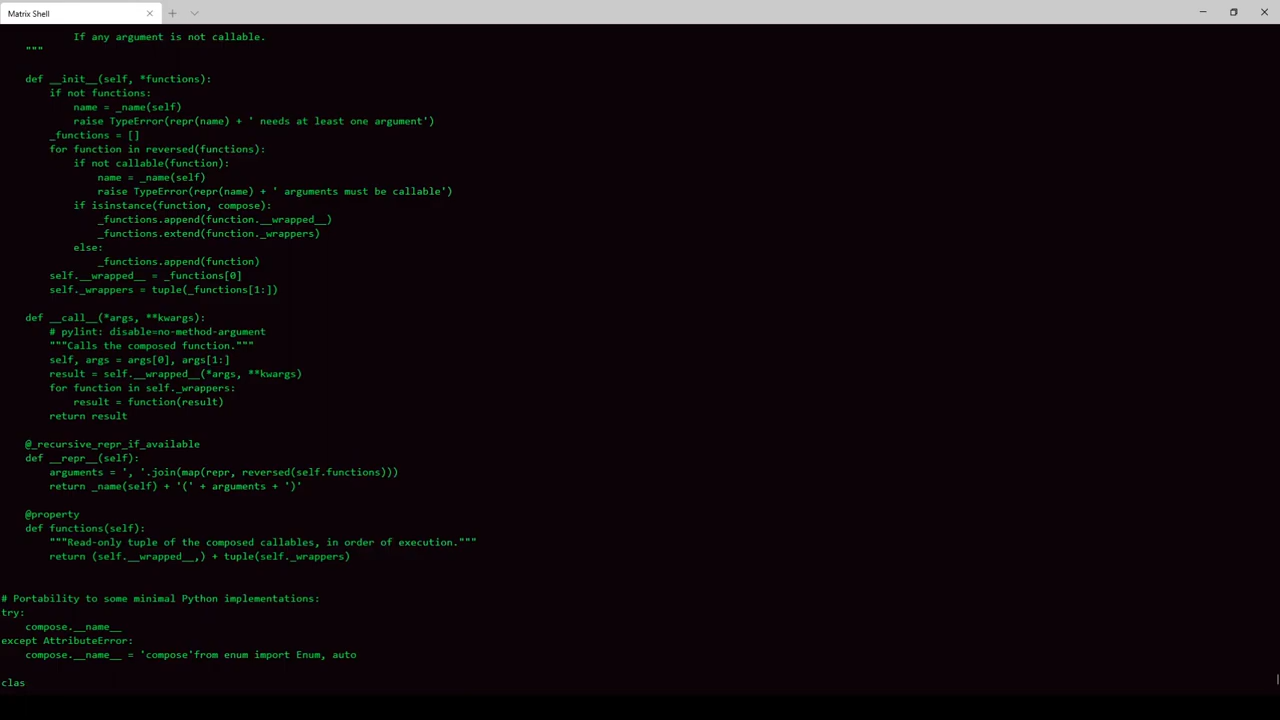 Matrix Shell
            If any argument is not callable.
    """
    def __init__(self, *functions):
        if not functions:
            name = _name(self)
            raise TypeError(repr(name) + ' needs at least one argument')
        _functions = []
        for function in reversed(functions):
            if not callable(function):
                name = _name(self)
                raise TypeError(repr(name) + ' arguments must be callable')
            if isinstance(function, compose):
                _functions.append(function.__wrapped__)
                _functions.extend(function._wrappers)
            else:
                _functions.append(function)
        self.__wrapped__ = _functions[0]
        self._wrappers = tuple(_functions[1:])
    def __call__(*args, **kwargs):
        # pylint: disable=no-method-argument
        """Calls the composed function."""
        self, args = args[0], args[1:]
        result = self.__wrapped__(*args, **kwargs)
        for function in self._wrappers:
            result = function(result)
        return result
    @_recursive_repr_if_available
    def __repr__(self):
        arguments = ', '.join(map(repr, reversed(self.functions)))
        return _name(self) + '(' + arguments + ')'
    @property
    def functions(self):
        """Read-only tuple of the composed callables, in order of execution."""
        return (self.__wrapped__,) + tuple(self._wrappers)
# Portability to some minimal Python implementations:
try:
    compose.__name__
except AttributeError:
    compose.__name__ = 'compose'from enum import Enum, auto
clas